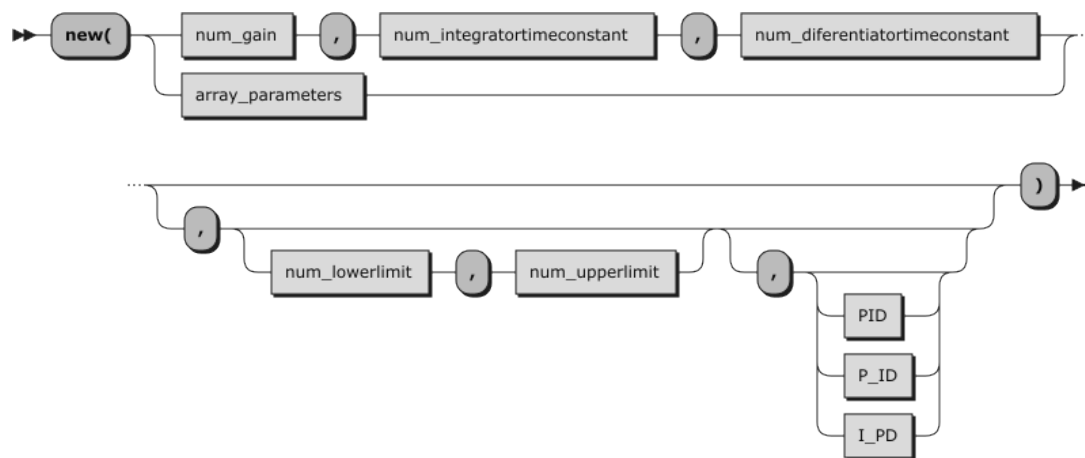 new( num_gain , num_integratortimeconstant , num_diferentiatortimeconstant
array_parameters
)
,
num_lowerlimit , num_upperlimit ,
PID
P_ID
I_PD